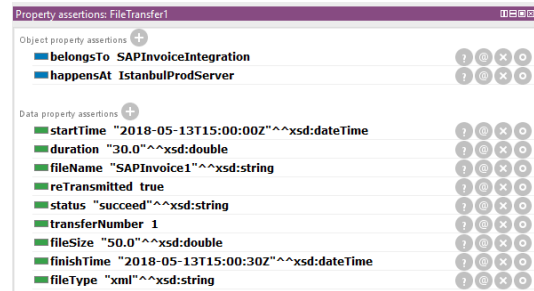 Property assertions: FileTransfer1
Object property assertions
belongsTo SAPInvoiceIntegration
happensAt IstanbulProdServer
Data property assertions
startTime "2018-05-13T15:00:00Z"^^xsd:dateTime
duration "30.0"^^xsd:double
fileName "SAPInvoice1"^^xsd:string
reTransmitted true
status "succeed"^^xsd:string
transferNumber 1
fileSize "50.0"^^xsd:double
finishTime "2018-05-13T15:00:30Z"^^xsd:dateTime
fileType "xml"^^xsd:string